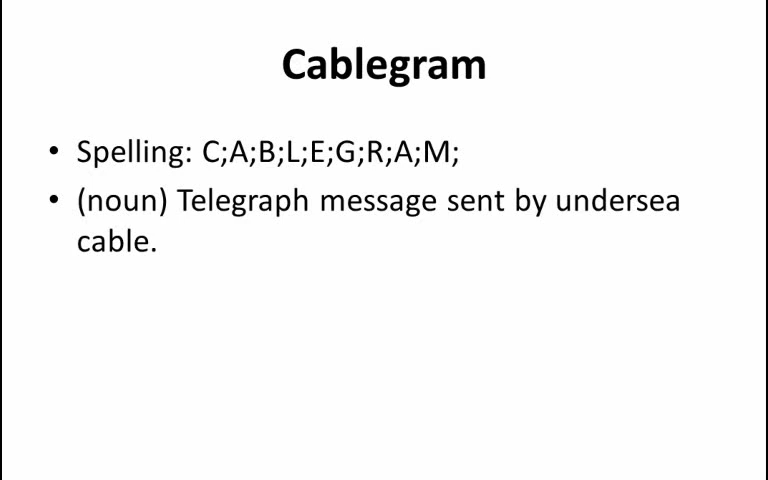 Cablegram
• Spelling: C;A;B;L;E;G;R;A;M;
• (noun) Telegraph message sent by undersea
cable.